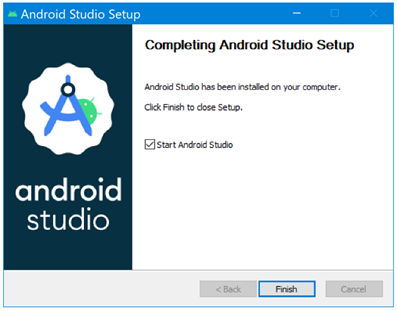 Android Studio Setup
Completing Android Studio Setup
Android Studio has been installed on your computer.
Click Finish to close Setup.
Start Android Studio
android
studio
< Back
Finish
Cancel